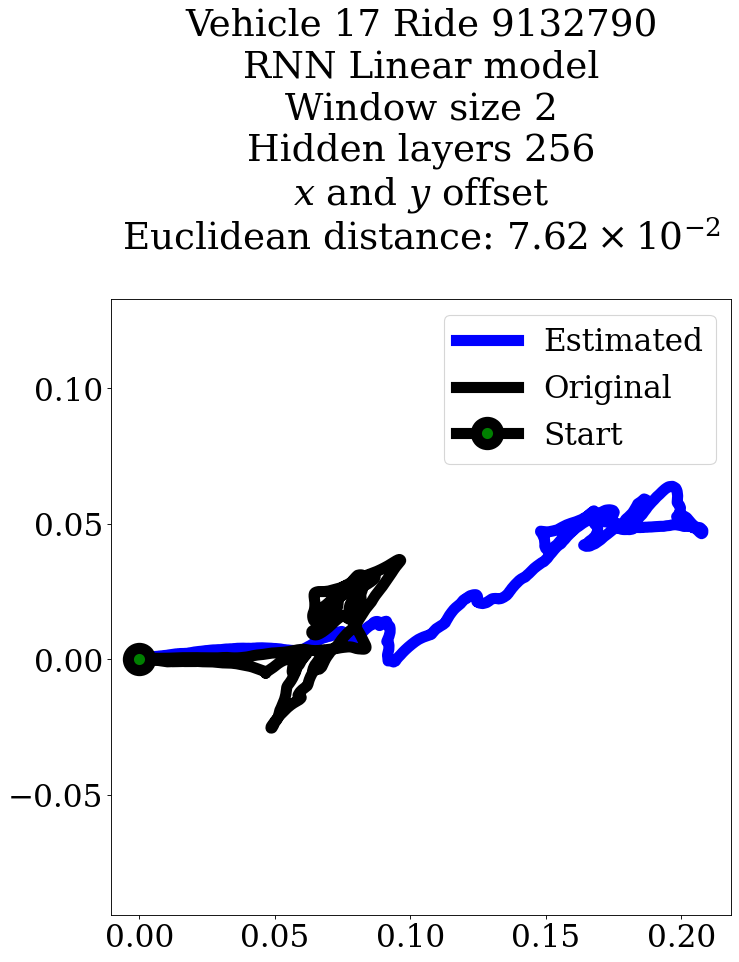 Vehicle 17 Ride 9132790
RNN Linear model
Window size 2
Hidden layers 256
x and y offset
Euclidean distance: 7.62 × 10⁻²
Estimated
Original
Start
0.10
0.05
0.00
−0.05
0.00 0.05 0.10 0.15 0.20